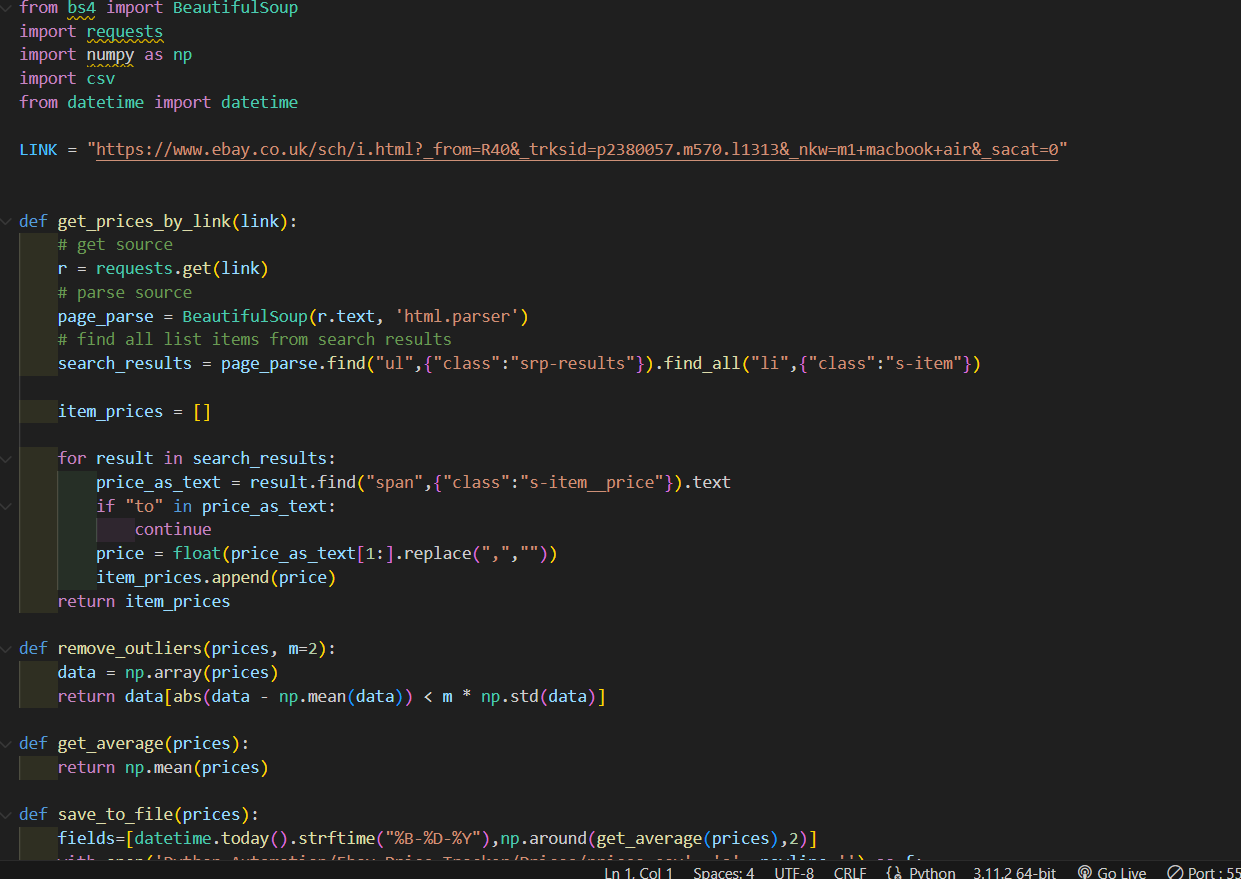 from bs4 import BeautifulSoup
import requests
import numpy as np
import csv
from datetime import datetime
LINK = "https://www.ebay.co.uk/sch/i.html?_from=R40&_trksid=p2380057.m570.l1313&_nkw=m1+macbook+air&_sacat=0"
def get_prices_by_link(link):
# get source
r = requests.get(link)
# parse source
page_parse = BeautifulSoup(r.text, 'html.parser')
# find all list items from search results
search_results = page_parse.find("ul",{"class":"srp-results"}).find_all("li",{"class":"s-item"})
item_prices = []
for result in search_results:
price_as_text = result.find("span",{"class":"s-item__price"}).text
if "to" in price_as_text:
continue
price = float(price_as_text[1:].replace(",",""))
item_prices.append(price)
return item_prices
def remove_outliers(prices, m=2):
data = np.array(prices)
return data[abs(data - np.mean(data)) < m * np.std(data)]
def get_average(prices):
return np.mean(prices)
def save_to_file(prices):
fields=[datetime.today().strftime("%B-%D-%Y"),np.around(get_average(prices),2)]
Ln 1, Col 1 Spaces: 4 UTF-8 CRLF Python 3.11.2 64-bit Go Live Port : 55